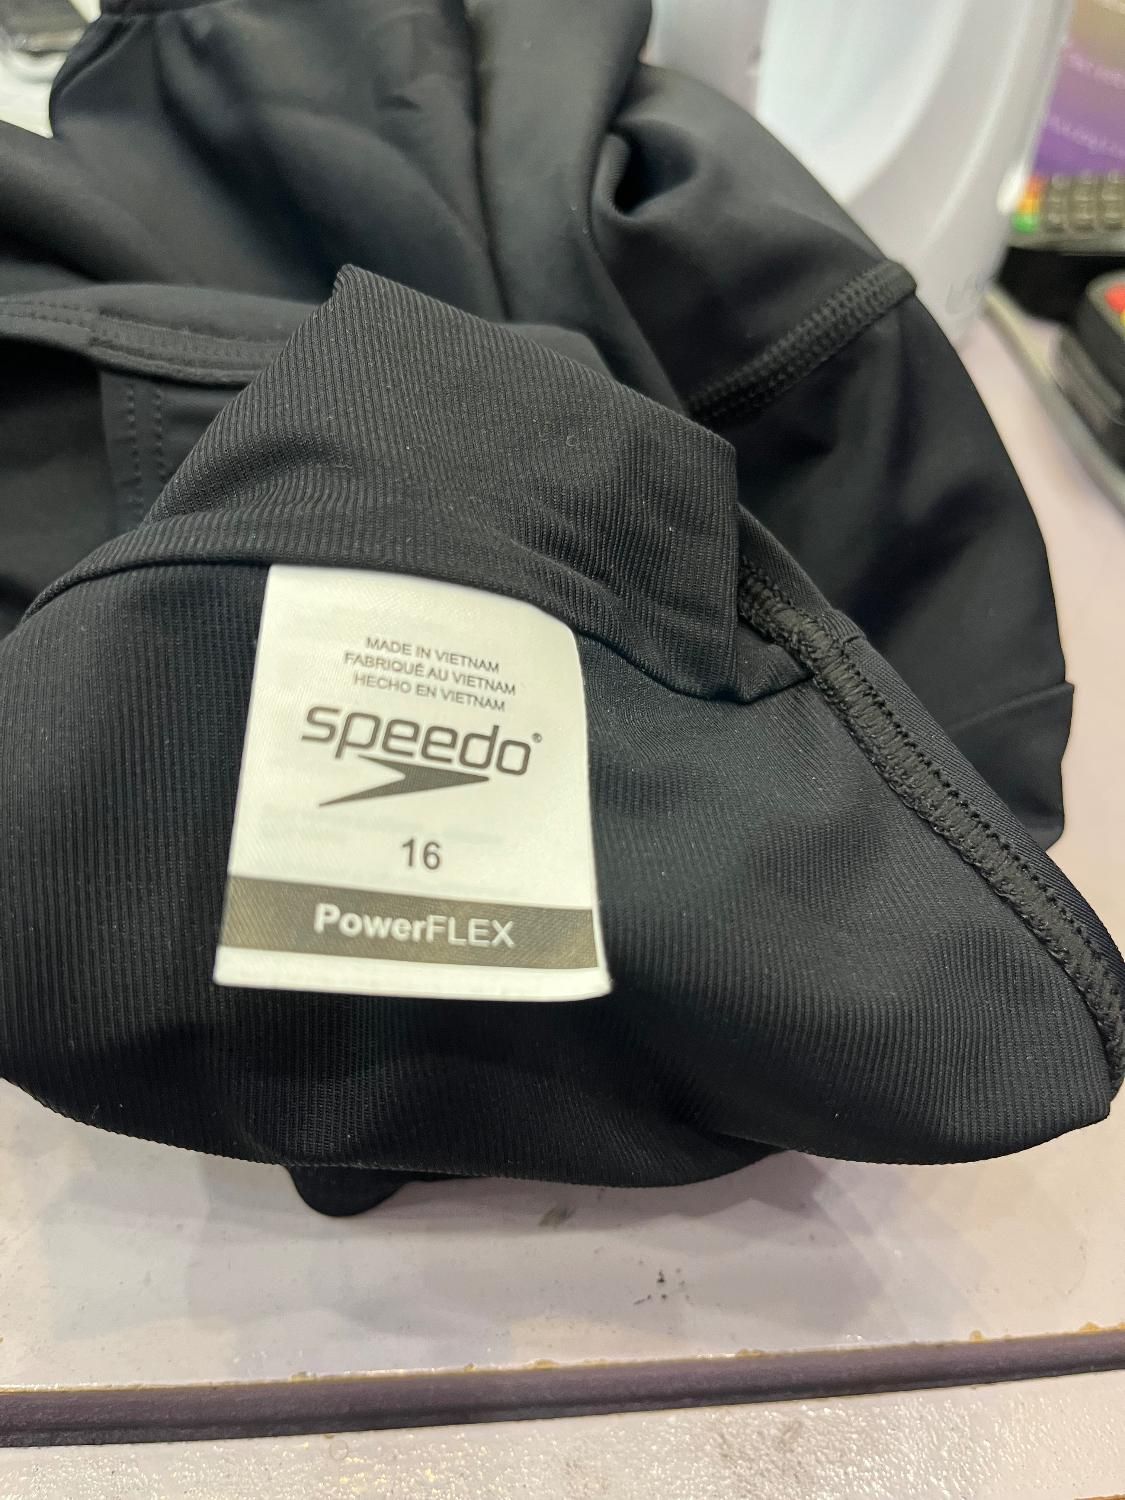 MADE IN VIETNAM
FABRIQUÉ AU VIETNAM
HECHO EN VIETNAM
speedo®
16
PowerFLEX